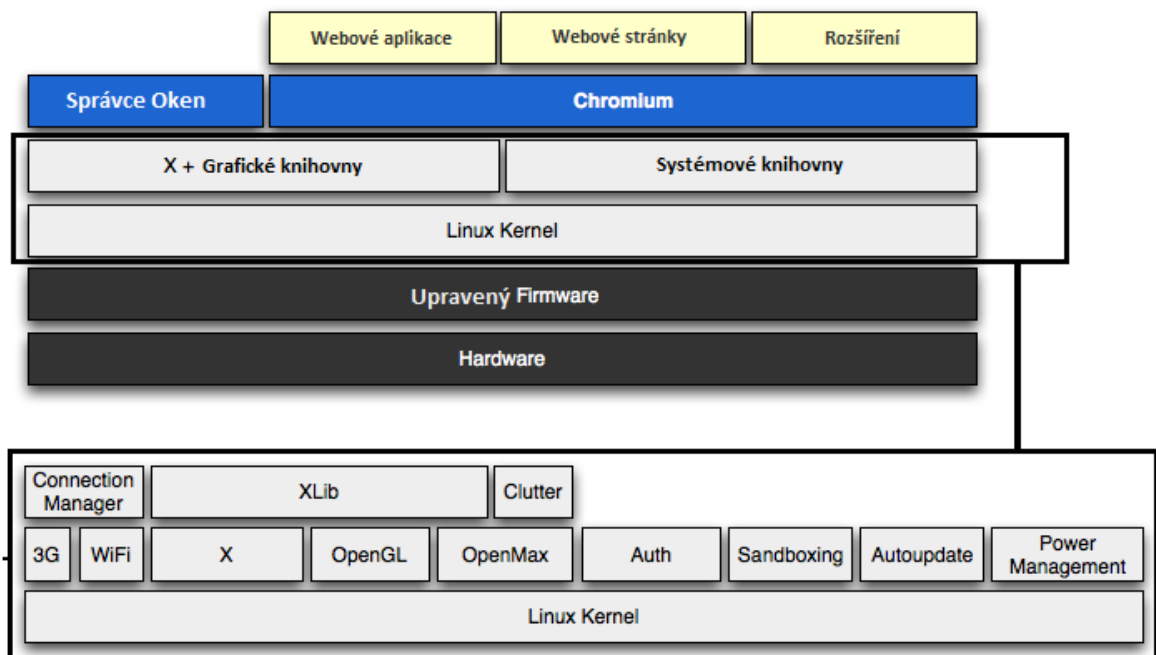 Webové aplikace
Webové stránky
Rozšíření
Správce Oken
Chromium
X + Grafické knihovny
Systémové knihovny
Linux Kernel
Upravený Firmware
Hardware
Connection
Manager
XLib
Clutter
3G
WiFi
X
OpenGL
OpenMax
Auth
Sandboxing
Autoupdate
Power
Management
Linux Kernel